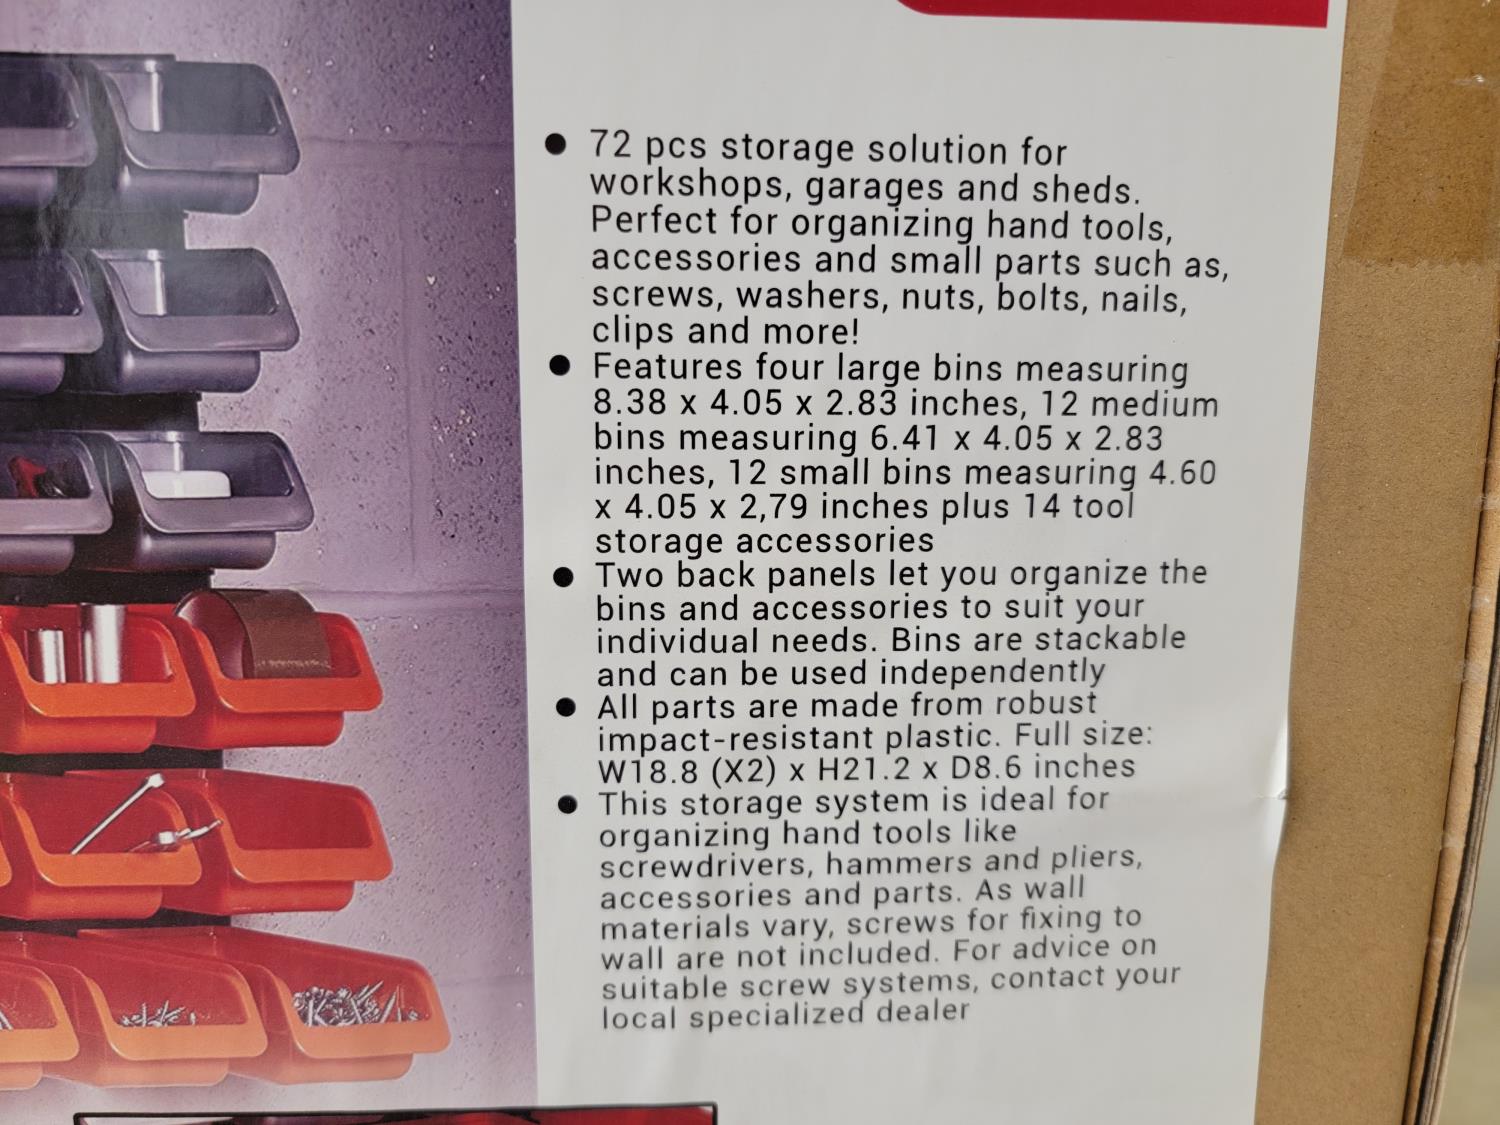 ● 72 pcs storage solution for
workshops, garages and sheds.
Perfect for organizing hand tools,
accessories and small parts such as,
screws, washers, nuts, bolts, nails,
clips and more!
● Features four large bins measuring
8.38 x 4.05 x 2.83 inches, 12 medium
bins measuring 6.41 x 4.05 x 2.83
inches, 12 small bins measuring 4.60
x 4.05 x 2,79 inches plus 14 tool
storage accessories
● Two back panels let you organize the
bins and accessories to suit your
individual needs. Bins are stackable
and can be used independently
● All parts are made from robust
impact-resistant plastic. Full size:
W18.8 (X2) x H21.2 x D8.6 inches
● This storage system is ideal for
organizing hand tools like
screwdrivers, hammers and pliers,
accessories and parts. As wall
materials vary, screws for fixing to
wall are not included. For advice on
suitable screw systems, contact your
local specialized dealer